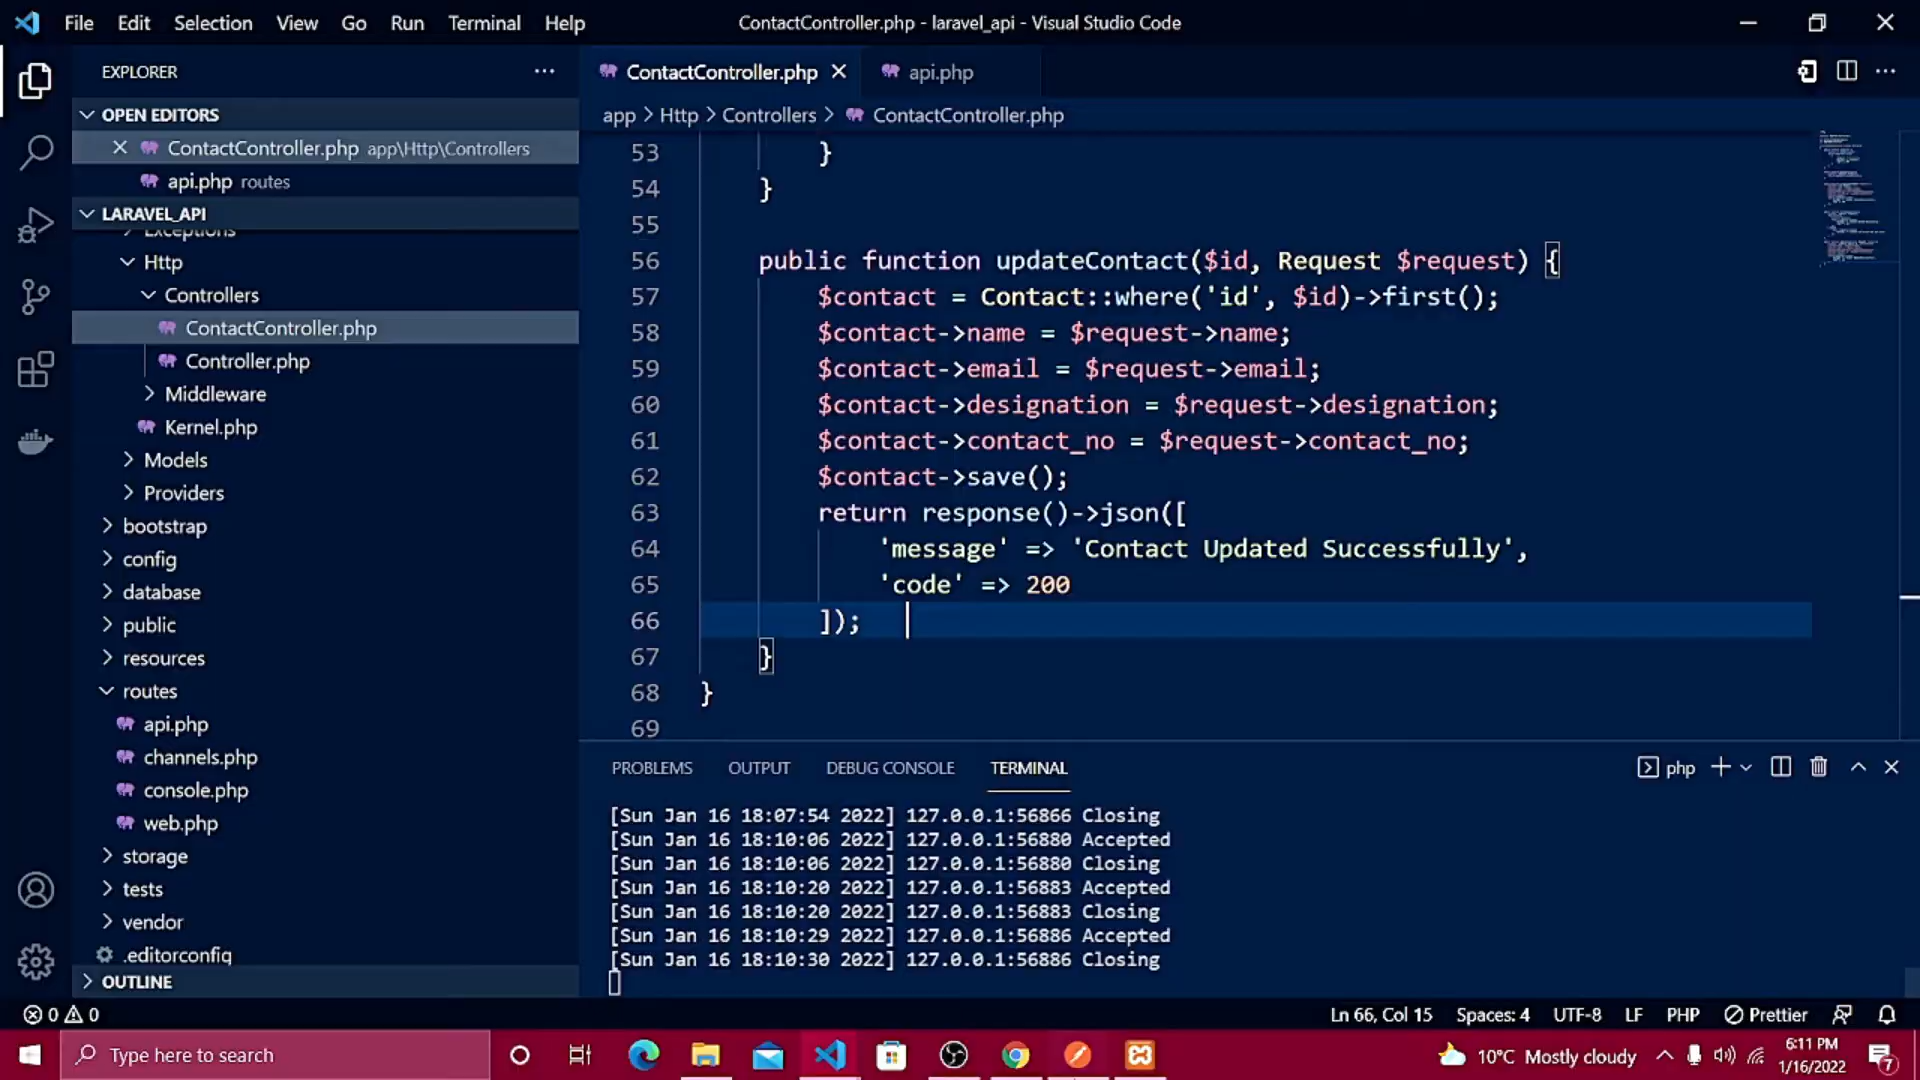 File Edit Selection View Go Run Terminal Help
ContactController.php - laravel_api - Visual Studio Code
EXPLORER
OPEN EDITORS
ContactController.php app\Http\Controllers
api.php routes
LARAVEL_API
Exceptions
Http
Controllers
ContactController.php
Controller.php
Middleware
Kernel.php
Models
Providers
bootstrap
config
database
public
resources
routes
api.php
channels.php
console.php
web.php
storage
tests
vendor
.editorconfig
OUTLINE
ContactController.php api.php
app > Http > Controllers > ContactController.php
53 }
54 }
55
56 public function updateContact($id, Request $request) {
57 $contact = Contact::where('id', $id)->first();
58 $contact->name = $request->name;
59 $contact->email = $request->email;
60 $contact->designation = $request->designation;
61 $contact->contact_no = $request->contact_no;
62 $contact->save();
63 return response()->json([
64 'message' => 'Contact Updated Successfully',
65 'code' => 200
66 ]);
67 }
68 }
69
PROBLEMS OUTPUT DEBUG CONSOLE TERMINAL
php
[Sun Jan 16 18:07:54 2022] 127.0.0.1:56866 Closing
[Sun Jan 16 18:10:06 2022] 127.0.0.1:56880 Accepted
[Sun Jan 16 18:10:06 2022] 127.0.0.1:56880 Closing
[Sun Jan 16 18:10:20 2022] 127.0.0.1:56883 Accepted
[Sun Jan 16 18:10:20 2022] 127.0.0.1:56883 Closing
[Sun Jan 16 18:10:29 2022] 127.0.0.1:56886 Accepted
[Sun Jan 16 18:10:30 2022] 127.0.0.1:56886 Closing
0 0
Ln 66, Col 15 Spaces: 4 UTF-8 LF PHP Prettier
Type here to search
10°C Mostly cloudy
6:11 PM
1/16/2022
7